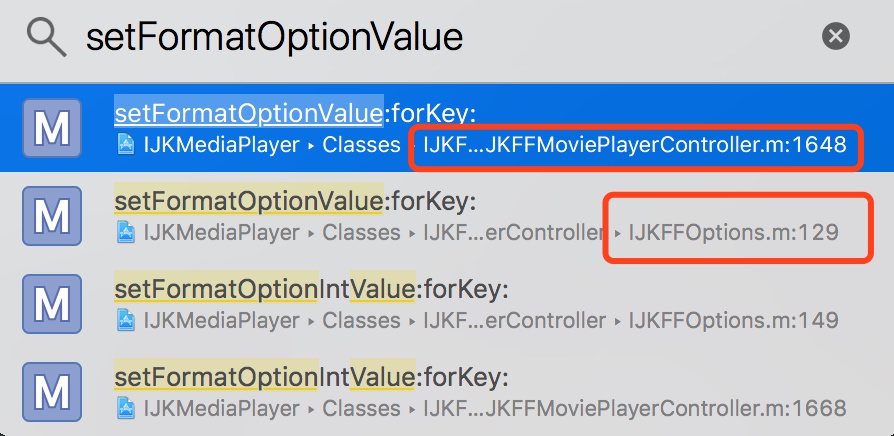 setFormatOptionValue
M
setFormatOptionValue:forKey:
IJKMediaPlayer ▸ Classes ▸ IJKF...JKFFMoviePlayerController.m:1648
M
setFormatOptionValue:forKey:
IJKMediaPlayer ▸ Classes ▸ IJKF...erController ▸ IJKFFOptions.m:129
M
setFormatOptionIntValue:forKey:
IJKMediaPlayer ▸ Classes ▸ IJKF...erController ▸ IJKFFOptions.m:149
M
setFormatOptionIntValue:forKey:
IJKMediaPlayer ▸ Classes ▸ IJKF...JKFFMoviePlayerController.m:1668